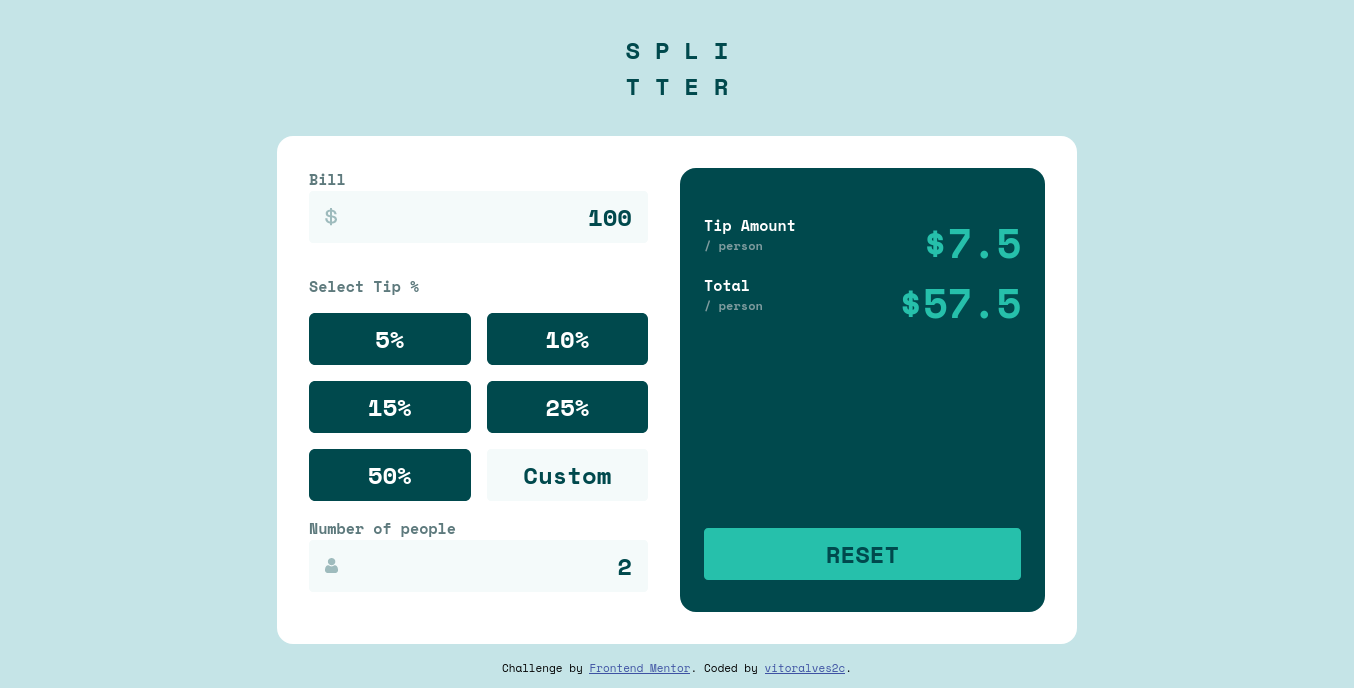 SPLI
TTER
Bill
$ 100
Select Tip %
5% 10%
15% 25%
50% Custom
Number of people
2
Tip Amount
/ person
$7.5
Total
/ person
$57.5
RESET
Challenge by Frontend Mentor. Coded by vitoralves2c.